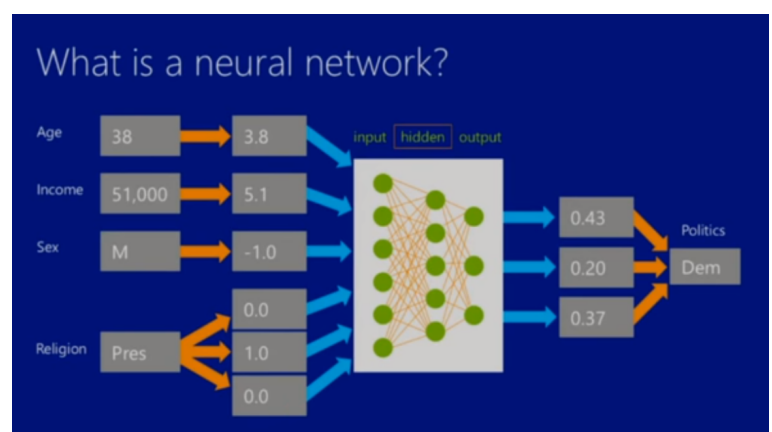 What is a neural network?
Age 38 3.8 input hidden output
Income 51,000 5.1 0.43
Sex M -1.0 0.20 Politics
Dem
0.0 0.37
Religion Pres 1.0
0.0